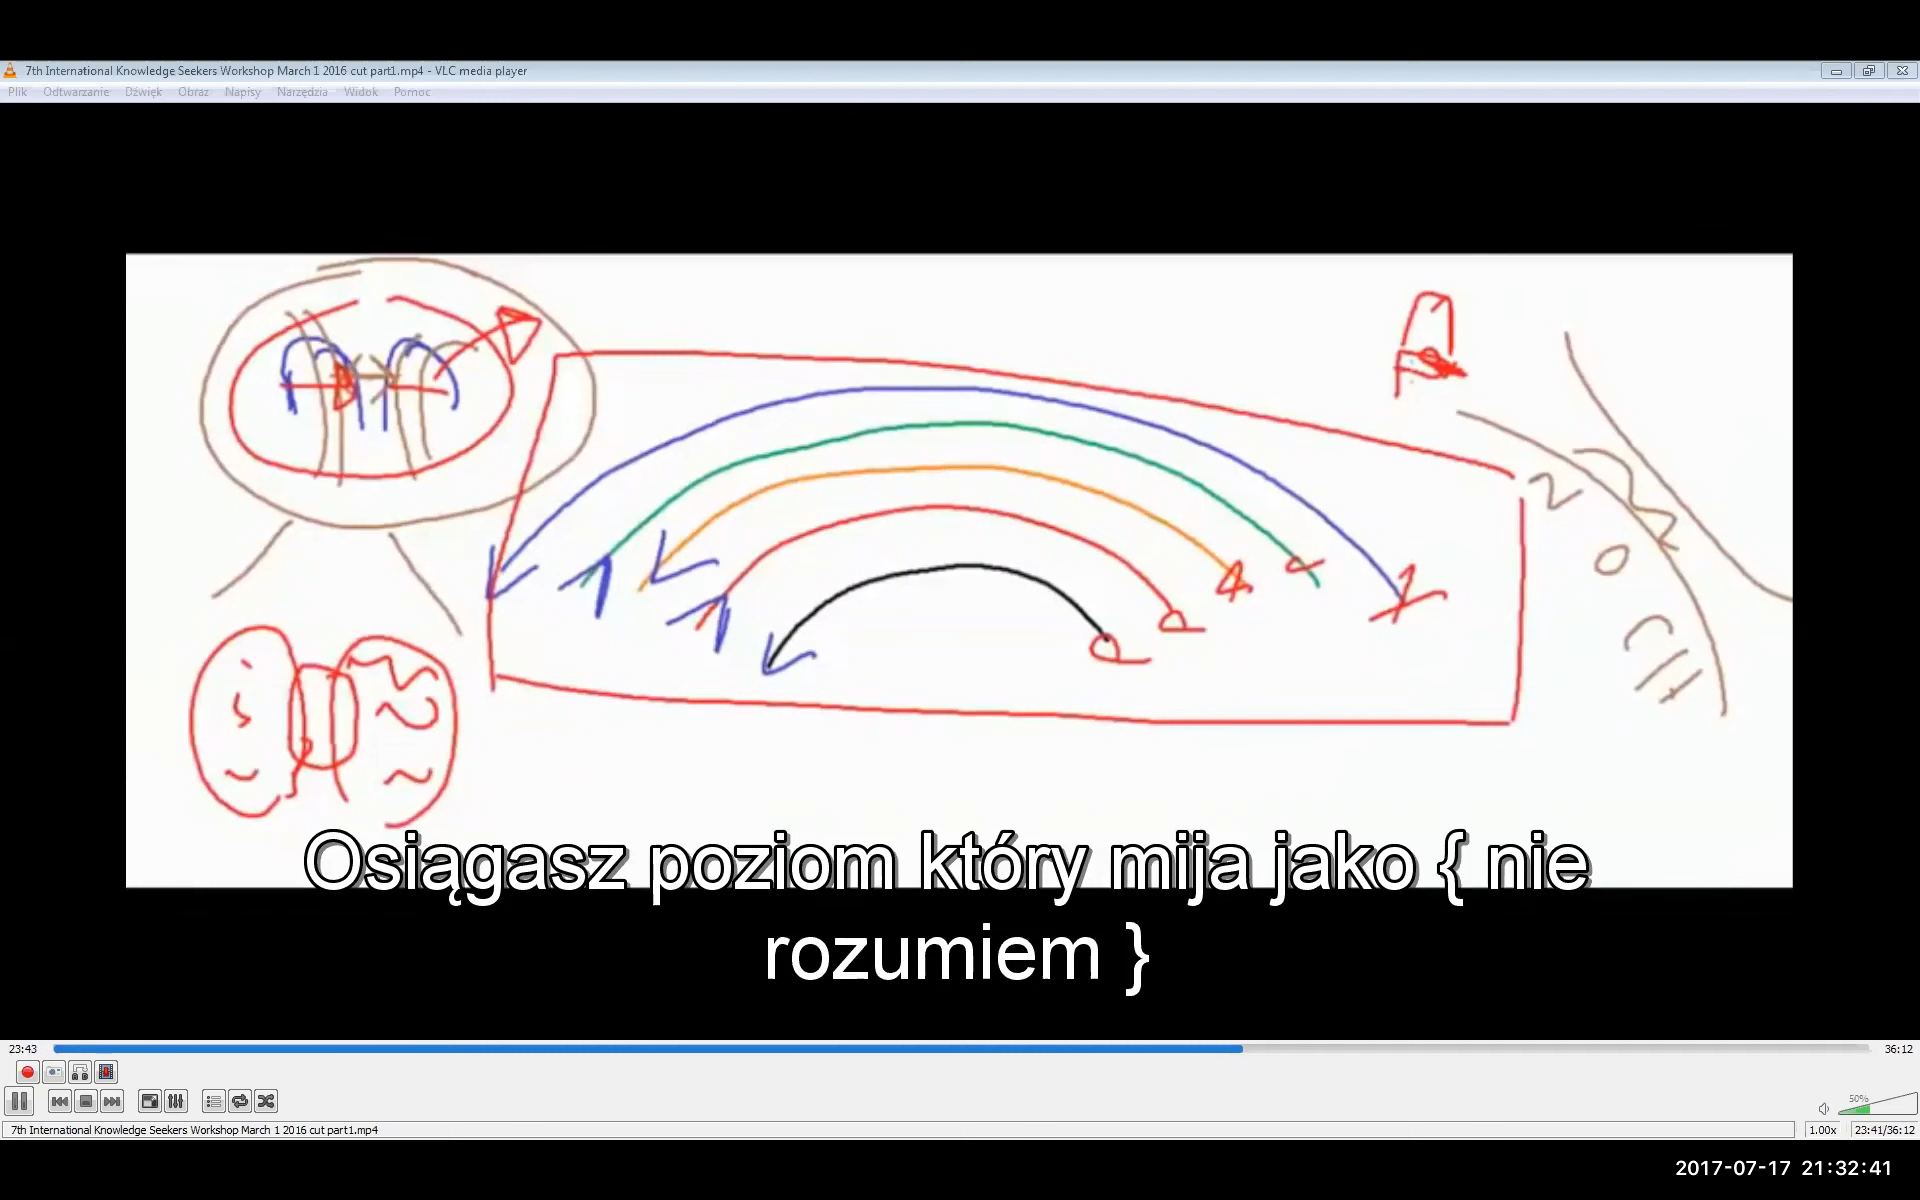 7th International Knowledge Seekers Workshop March 1 2016 cut part1.mp4 - VLC media player
Plik Odtwarzanie Dźwięk Obraz Napisy Narzędzia Widok Pomoc
Osiągasz poziom który mija jako { nie
rozumiem }
23:43 36:12
50%
7th International Knowledge Seekers Workshop March 1 2016 cut part1.mp4 1.00x 23:41/36:12
2017-07-17 21:32:41